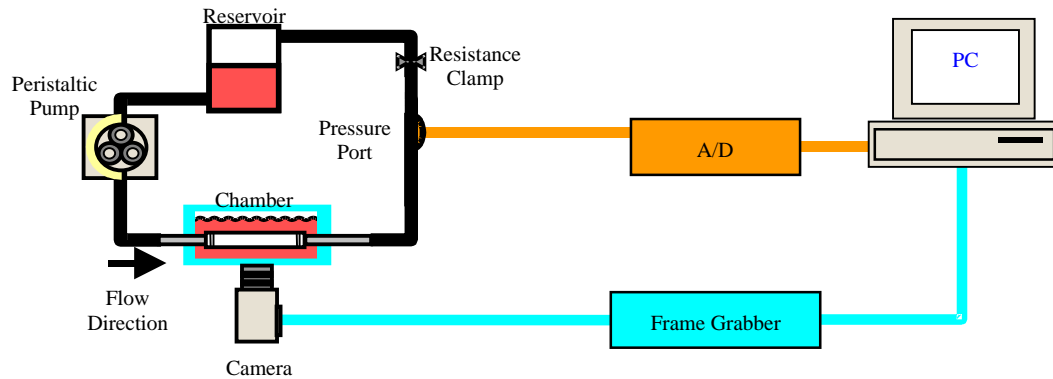 Reservoir
Resistance
Clamp
PC
Peristaltic
Pump
Pressure
Port
A/D
Chamber
Flow
Direction
Frame Grabber
Camera